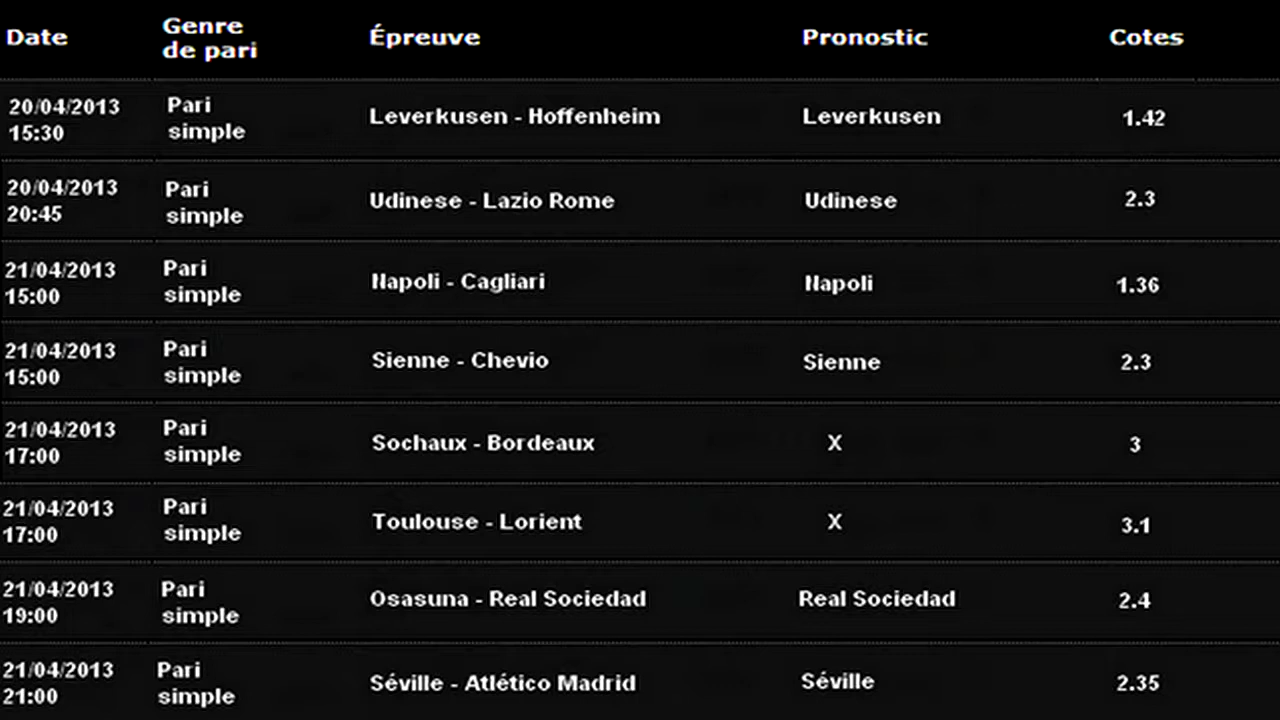 Date Genre de pari Épreuve Pronostic Cotes
20/04/2013 Pari Leverkusen - Hoffenheim Leverkusen 1.42
15:30 simple
20/04/2013 Pari Udinese - Lazio Rome Udinese 2.3
20:45 simple
21/04/2013 Pari Napoli - Cagliari Napoli 1.36
15:00 simple
21/04/2013 Pari Sienne - Chevio Sienne 2.3
15:00 simple
21/04/2013 Pari Sochaux - Bordeaux X 3
17:00 simple
21/04/2013 Pari Toulouse - Lorient X 3.1
17:00 simple
21/04/2013 Pari Osasuna - Real Sociedad Real Sociedad 2.4
19:00 simple
21/04/2013 Pari Séville - Atlético Madrid Séville 2.35
21:00 simple